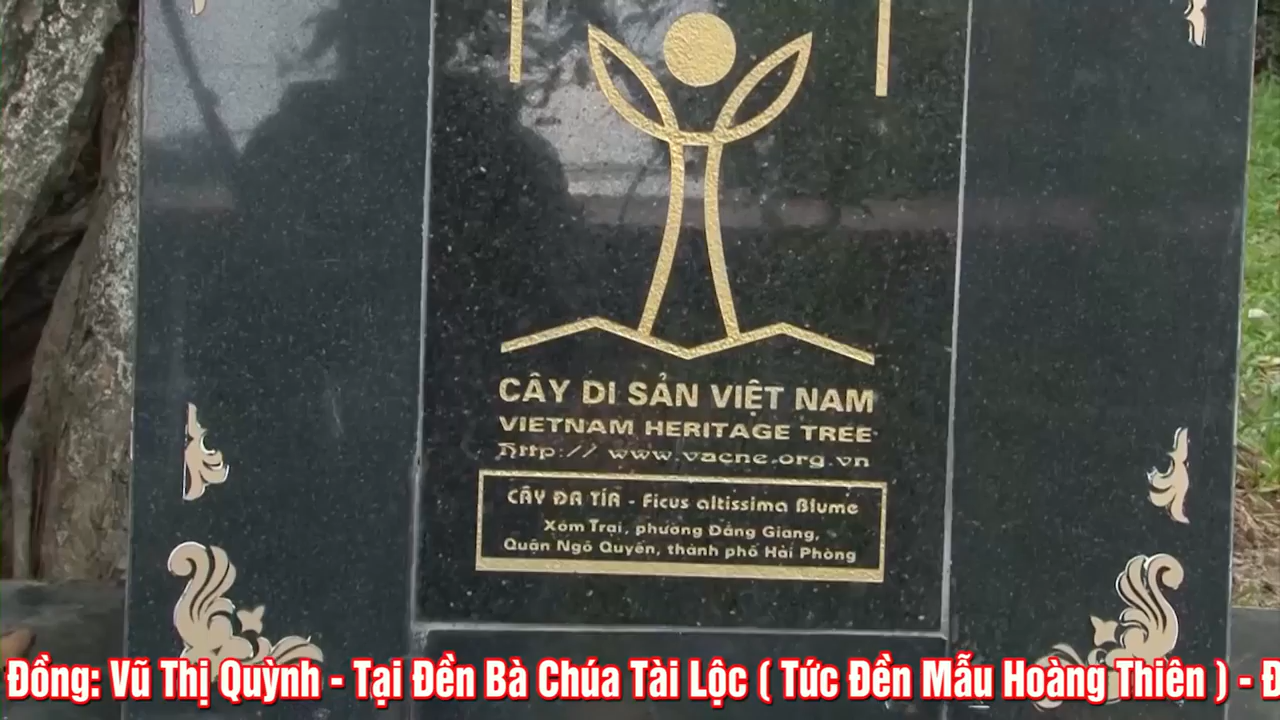 CÂY DI SẢN VIỆT NAM
VIETNAM HERITAGE TREE
http:// www.vacne.org.vn
CÂY ĐA TÍA - Ficus altissima Blume
Xóm Trại, phường Đằng Giang,
Quận Ngô Quyền, thành phố Hải Phòng
Đồng: Vũ Thị Quỳnh - Tại Đền Bà Chúa Tài Lộc ( Tức Đền Mẫu Hoàng Thiên ) - Đ